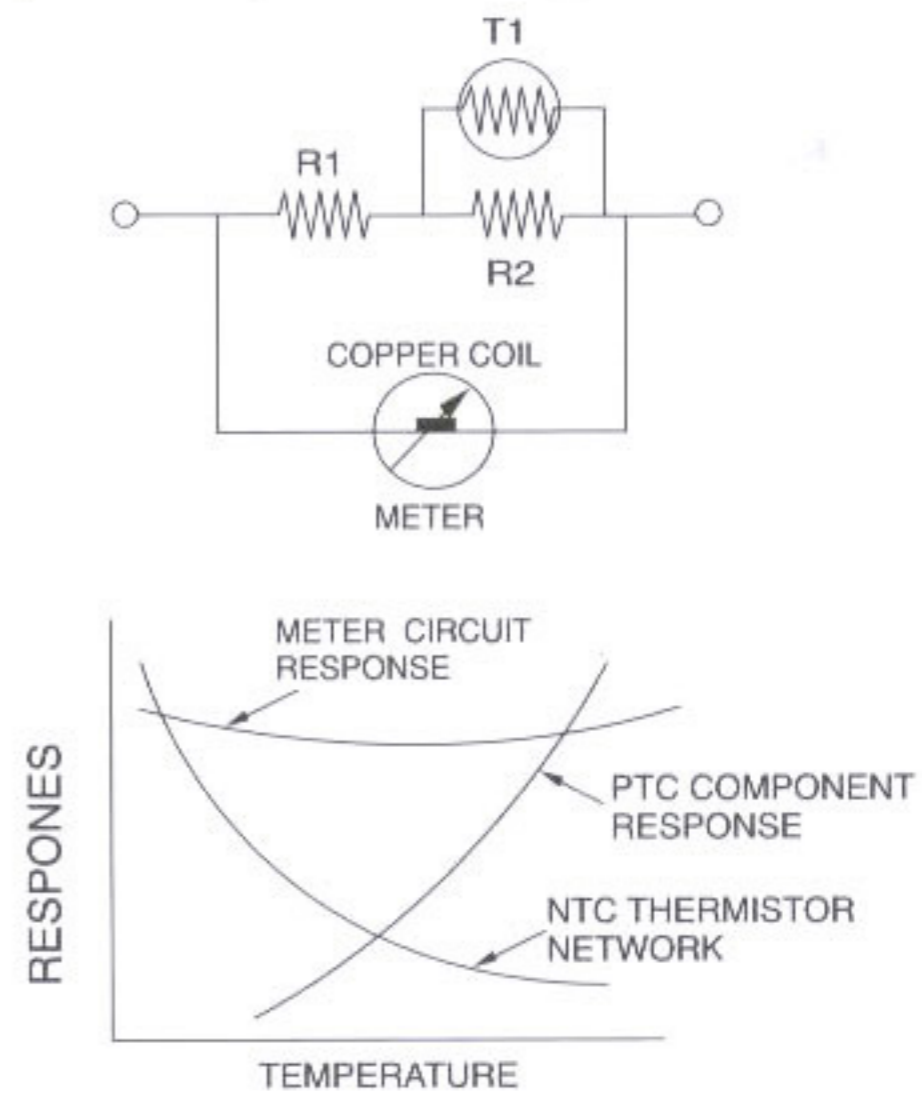 T1
R1
R2
COPPER COIL
METER
METER CIRCUIT
RESPONSE
RESPONES
PTC COMPONENT
RESPONSE
NTC THERMISTOR
NETWORK
TEMPERATURE